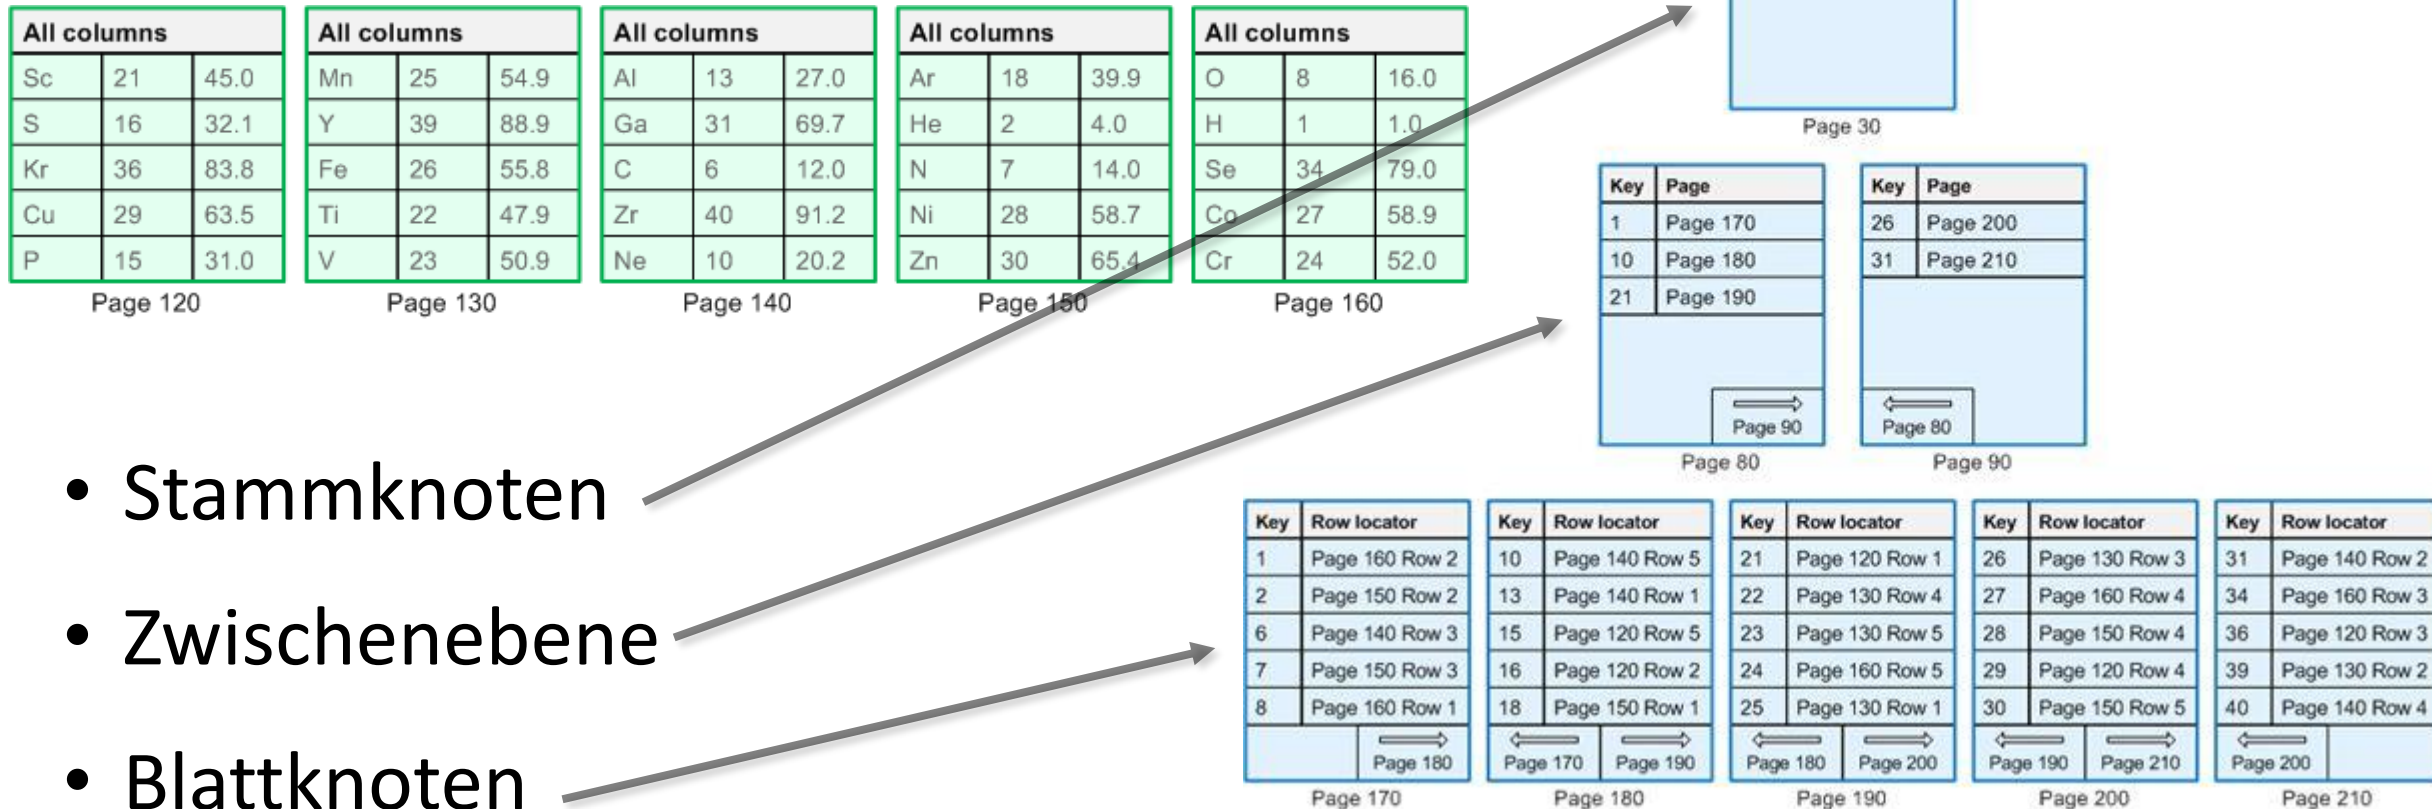 All columns
Sc 21 45.0
S 16 32.1
Kr 36 83.8
Cu 29 63.5
P 15 31.0
Page 120
All columns
Mn 25 54.9
Y 39 88.9
Fe 26 55.8
Ti 22 47.9
V 23 50.9
Page 130
All columns
Al 13 27.0
Ga 31 69.7
C 6 12.0
Zr 40 91.2
Ne 10 20.2
Page 140
All columns
Ar 18 39.9
He 2 4.0
N 7 14.0
Ni 28 58.7
Zn 30 65.4
Page 150
All columns
O 8 16.0
H 1 1.0
Se 34 79.0
Co 27 58.9
Cr 24 52.0
Page 160
Page 30
Key Page
1 Page 170
10 Page 180
21 Page 190
Page 90
Page 80
Key Page
26 Page 200
31 Page 210
Page 80
Page 90
• Stammknoten
• Zwischenebene
• Blattknoten
Key Row locator
1 Page 160 Row 2
2 Page 150 Row 2
6 Page 140 Row 3
7 Page 150 Row 3
8 Page 160 Row 1
Page 180
Page 170
Key Row locator
10 Page 140 Row 5
13 Page 140 Row 1
15 Page 120 Row 5
16 Page 120 Row 2
18 Page 150 Row 1
Page 170 Page 190
Page 180
Key Row locator
21 Page 120 Row 1
22 Page 130 Row 4
23 Page 130 Row 5
24 Page 160 Row 5
25 Page 130 Row 1
Page 180 Page 200
Page 190
Key Row locator
26 Page 130 Row 3
27 Page 160 Row 4
28 Page 150 Row 4
29 Page 120 Row 4
30 Page 150 Row 5
Page 190 Page 210
Page 200
Key Row locator
31 Page 140 Row 2
34 Page 160 Row 3
36 Page 120 Row 3
39 Page 130 Row 2
40 Page 140 Row 4
Page 200
Page 210